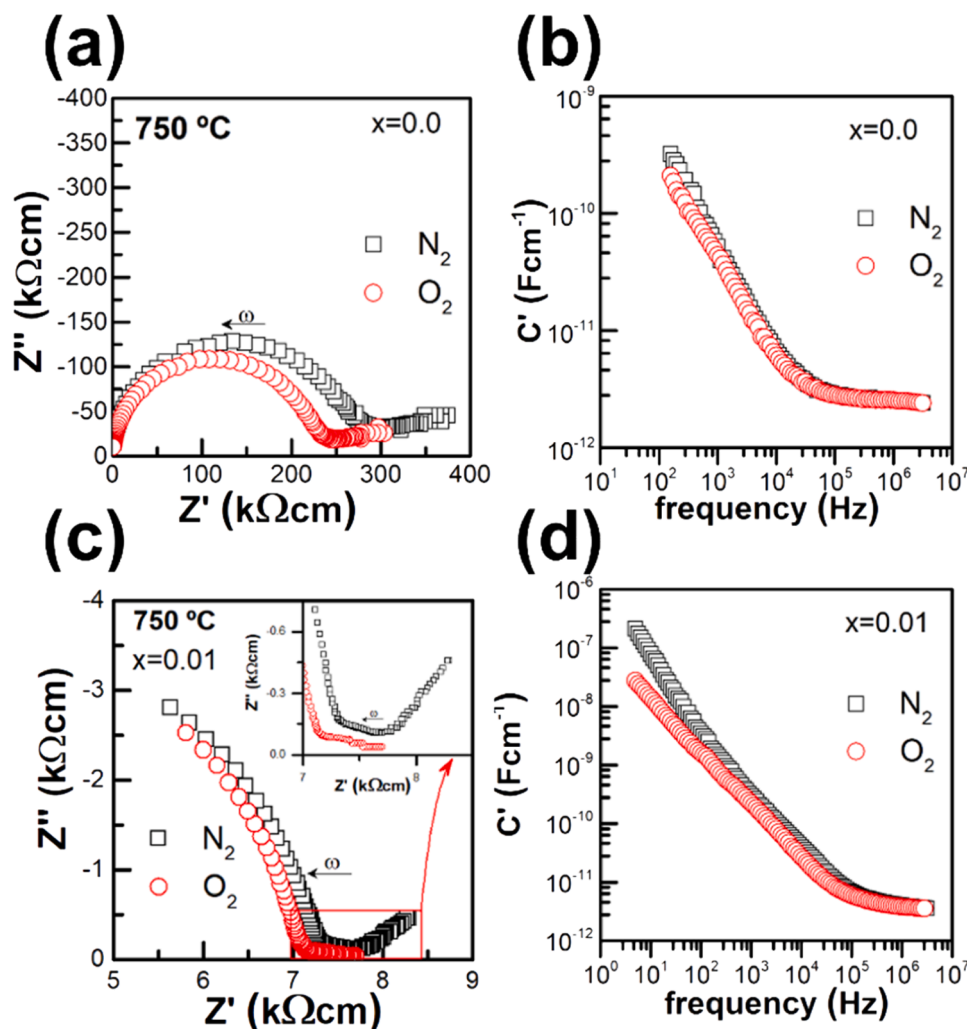 (a)
750 ºC
x=0.0
N2
O2
ω
Z'' (kΩcm)
-400
-350
-300
-250
-200
-150
-100
-50
0
0 100 200 300 400
Z' (kΩcm)
(b)
x=0.0
N2
O2
C' (Fcm-1)
10-9
10-10
10-11
10-12
101 102 103 104 105 106 107
frequency (Hz)
(c)
750 ºC
x=0.01
N2
O2
ω
Z'' (kΩcm)
-4
-3
-2
-1
0
5 6 7 8 9
Z' (kΩcm)
Z'' (kΩcm)
-0.6
-0.3
0.0
ω
7 8
Z' (kΩcm)
(d)
x=0.01
N2
O2
C' (Fcm-1)
10-6
10-7
10-8
10-9
10-10
10-11
10-12
100 101 102 103 104 105 106 107
frequency (Hz)